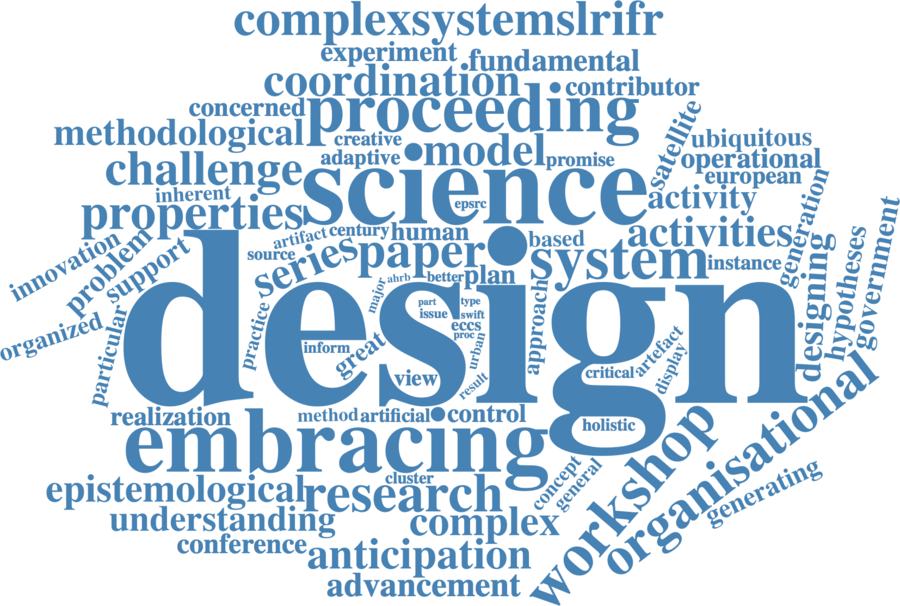 complexsystemslrifr
experiment
fundamental
coordination
contributor
concerned
proceeding
methodological
creative
satellite
ubiquitous
challenge
adaptive
model
promise
operational
european
inherent
science
epsrc
activity
properties
artifact
century
human
based
activities
generation
government
innovation
problem
support
source
series
paper
system
instance
designing
hypotheses
major
ahrb
better
plan
design
organized
particular
practice
part
type
issue
swift
eccs
proc
urban
approach
inform
great
view
result
critical
artefact
display
realization
method
artificial
control
holistic
embracing
workshop
organisational
epistemological
cluster
research
concept
general
generating
understanding
complex
conference
anticipation
advancement